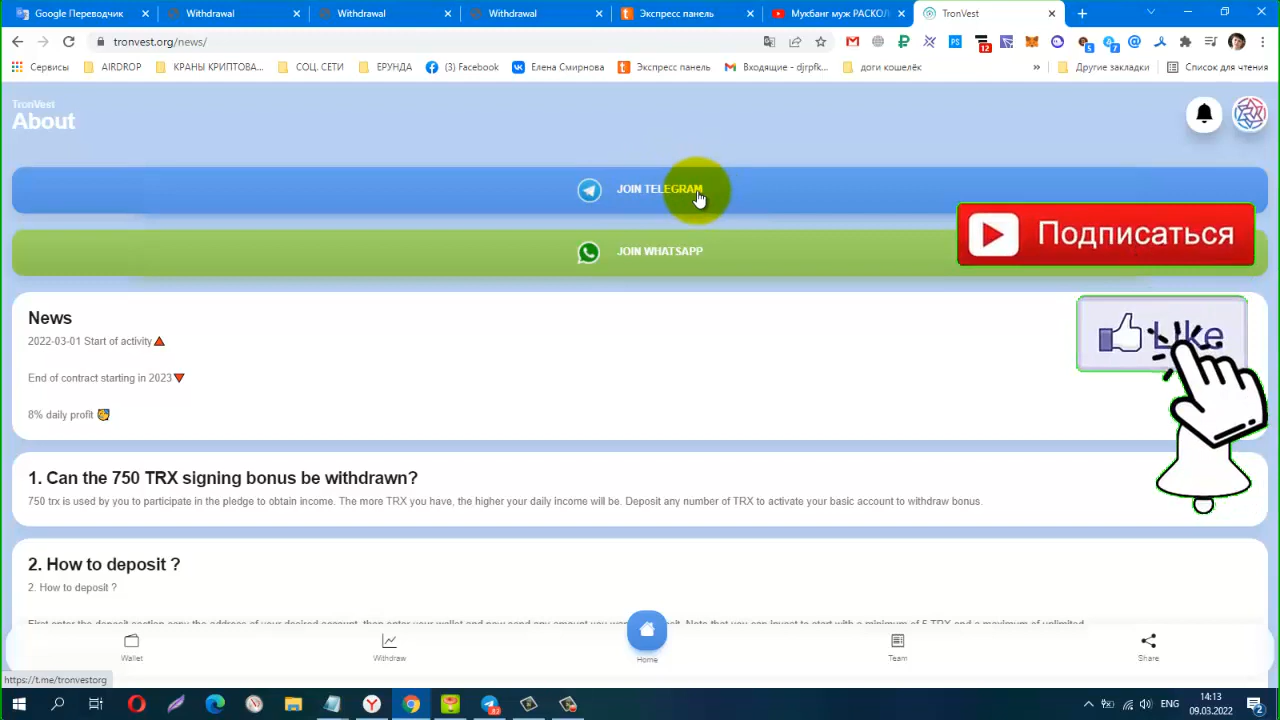 Google Переводчик
Withdrawal
Withdrawal
Withdrawal
Экспресс панель
Мукбанг муж РАСКОЛ
TronVest
tronvest.org/news/
12
5
7
Сервисы
AIRDROP
КРАНЫ КРИПТОВА...
СОЦ. СЕТИ
ЕРУНДА
(3) Facebook
Елена Смирнова
Экспресс панель
Входящие - djrpfk...
доги кошелёк
»
Другие закладки
Список для чтения
TronVest
About
JOIN TELEGRAM
JOIN WHATSAPP
Подписаться
Like
News
2022-03-01 Start of activity
End of contract starting in 2023
8% daily profit
1. Can the 750 TRX signing bonus be withdrawn?
750 trx is used by you to participate in the pledge to obtain income. The more TRX you have, the higher your daily income will be. Deposit any number of TRX to activate your basic account to withdraw bonus.
2. How to deposit ?
2. How to deposit ?
Wallet
Withdraw
Home
Team
Share
https://t.me/tronvestorg
ENG
14:13
09.03.2022
2